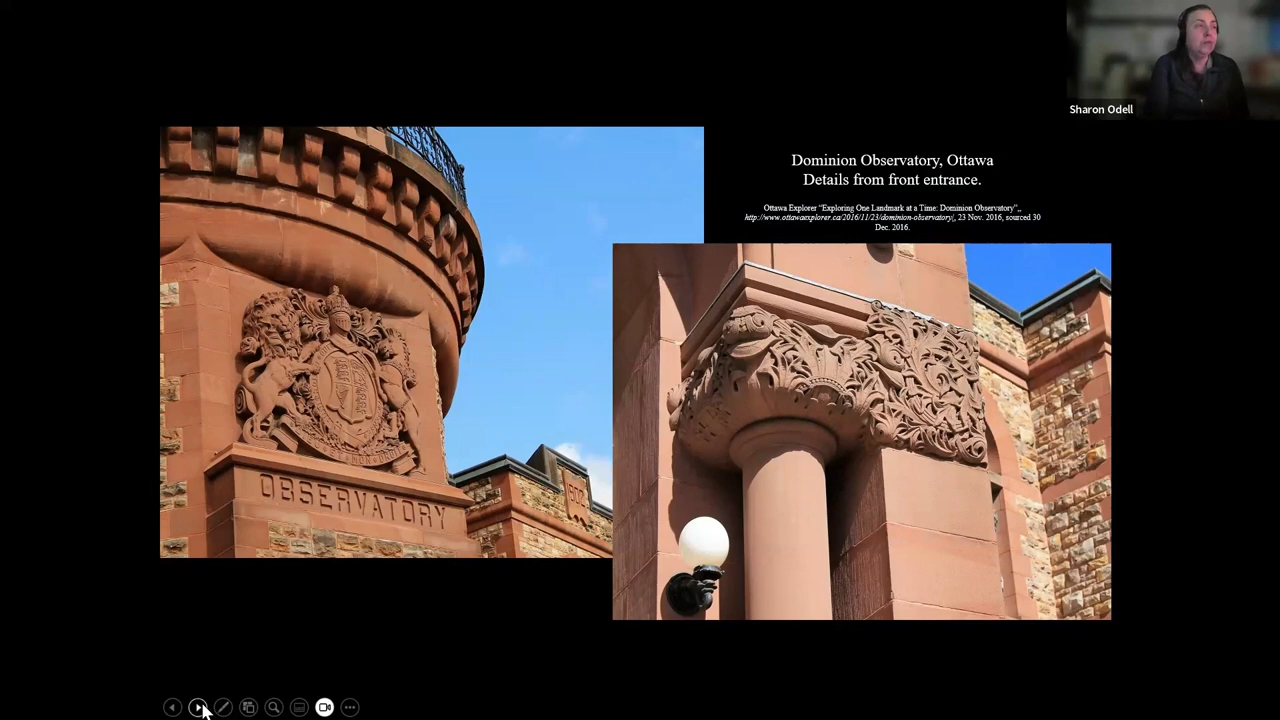 Sharon Odell
Dominion Observatory, Ottawa
Details from front entrance.
Ottawa Explorer “Exploring One Landmark at a Time: Dominion Observatory”,,
http://www.ottawaexplorer.ca/2016/11/23/dominion-observatory/, 23 Nov. 2016, sourced 30
Dec. 2016.
OBSERVATORY